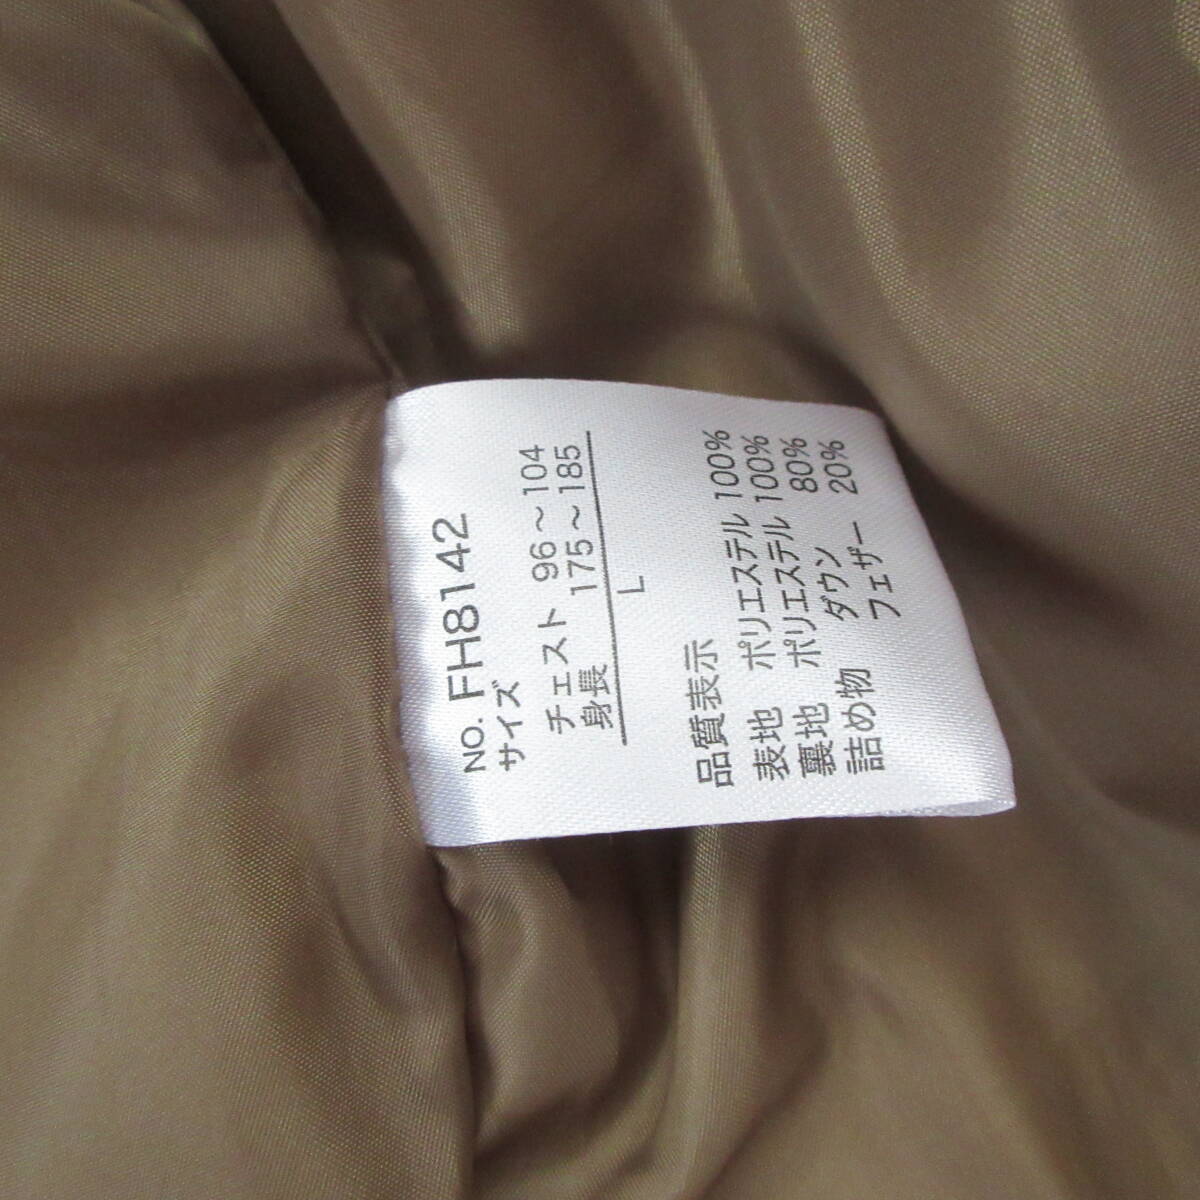 NO. FH8142
サイズ
チェスト 96～104
身長 175～185
L
品質表示
表地 ポリエステル 100%
裏地 ポリエステル 100%
詰め物 ダウン 80%
フェザー 20%